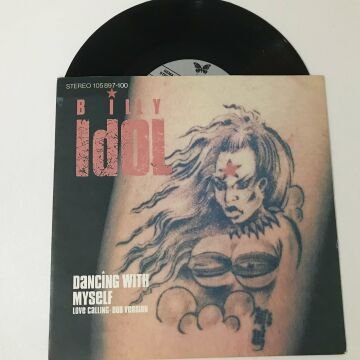 STEREO 105 897-100
BiLLY
IdOL
DANCiNG WiTH
MYSElf
LOVE CALLiNG-DUB VERSiON